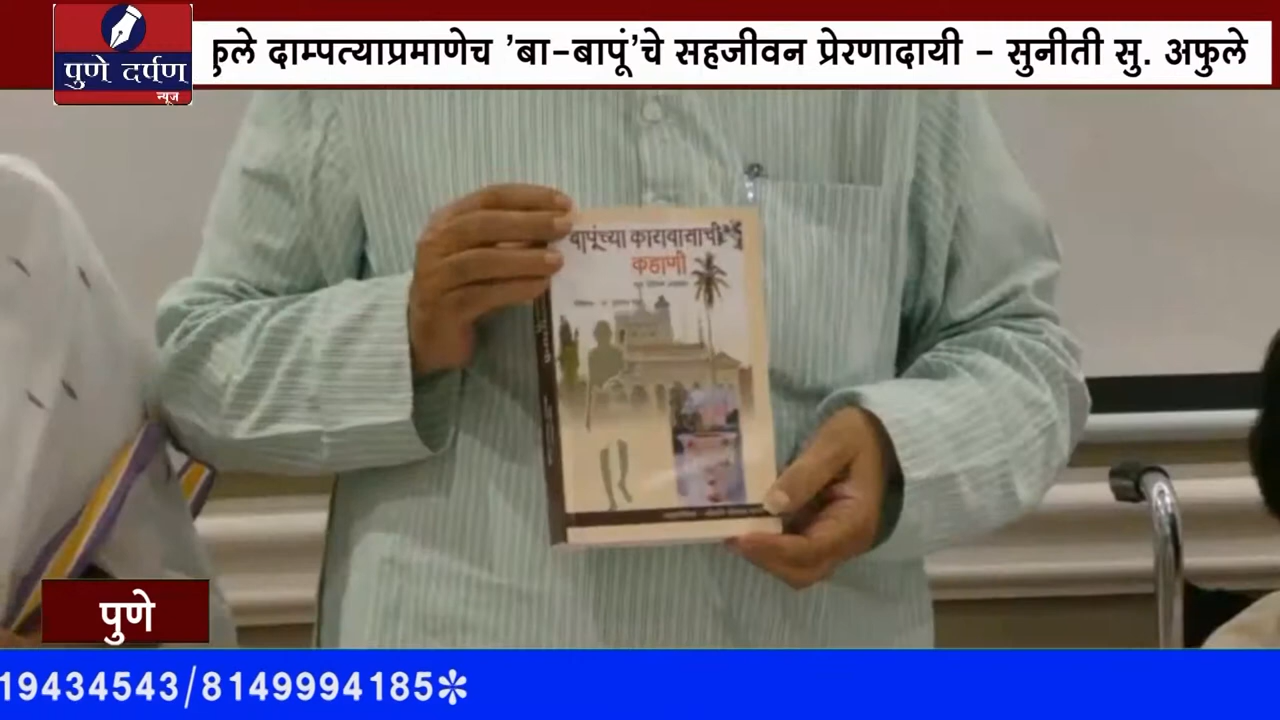 फुले दाम्पत्याप्रमाणेच 'बा-बापूं'चे सहजीवन प्रेरणादायी - सुनीती सु. अफुले
पुणे दर्पण
न्यूज
बापूंच्या कारावासाची
कहाणी
पुणे
19434543/8149994185✻